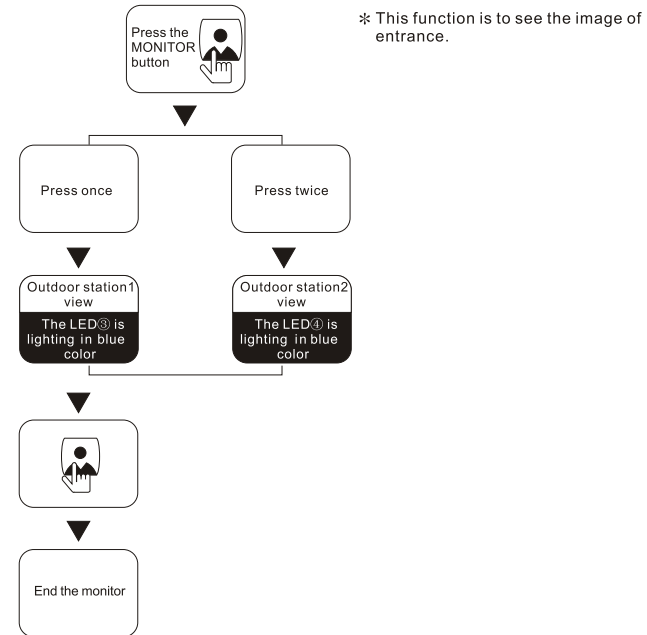 Press the
MONITOR
button
✻ This function is to see the image of
entrance.
Press once
Press twice
Outdoor station1
view
The LED③ is
lighting in blue
color
Outdoor station2
view
The LED④ is
lighting in blue
color
End the monitor